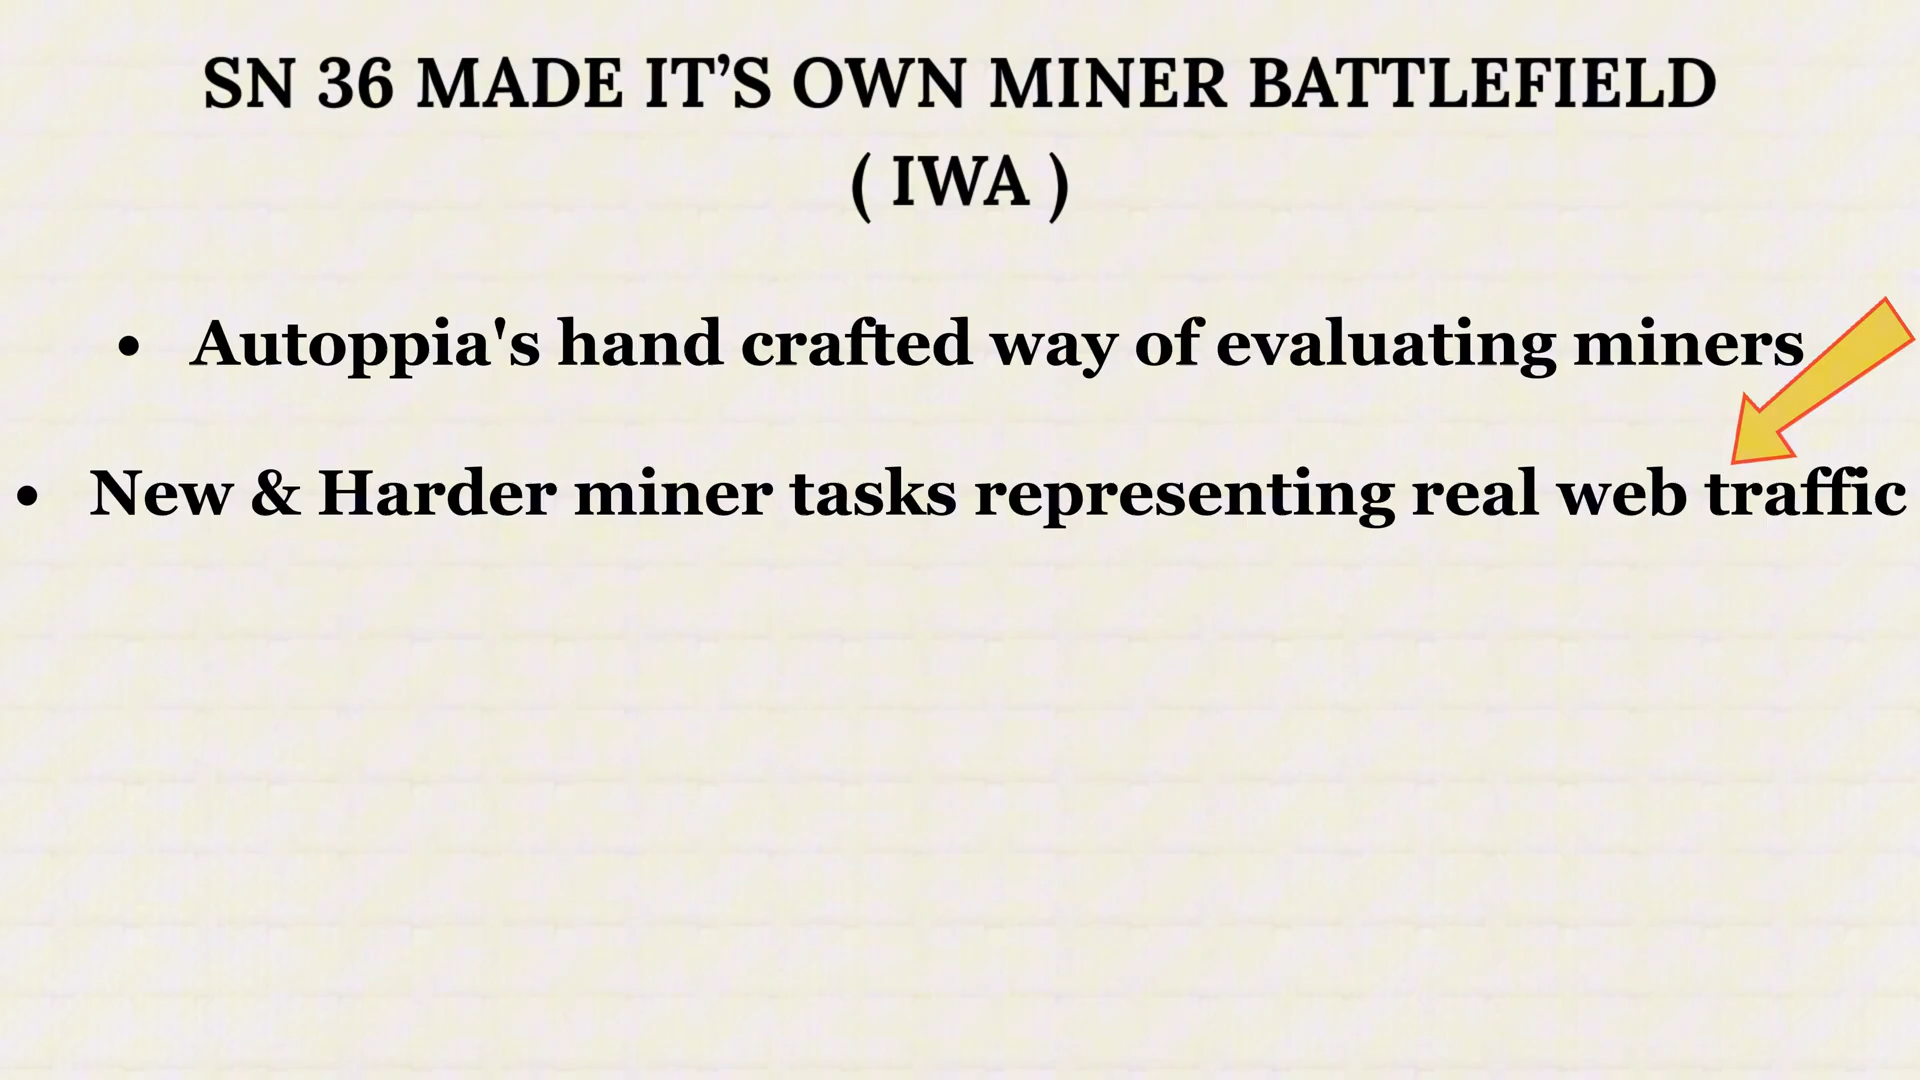 SN 36 MADE IT’S OWN MINER BATTLEFIELD
( IWA )
• Autoppia's hand crafted way of evaluating miners
• New & Harder miner tasks representing real web traffic